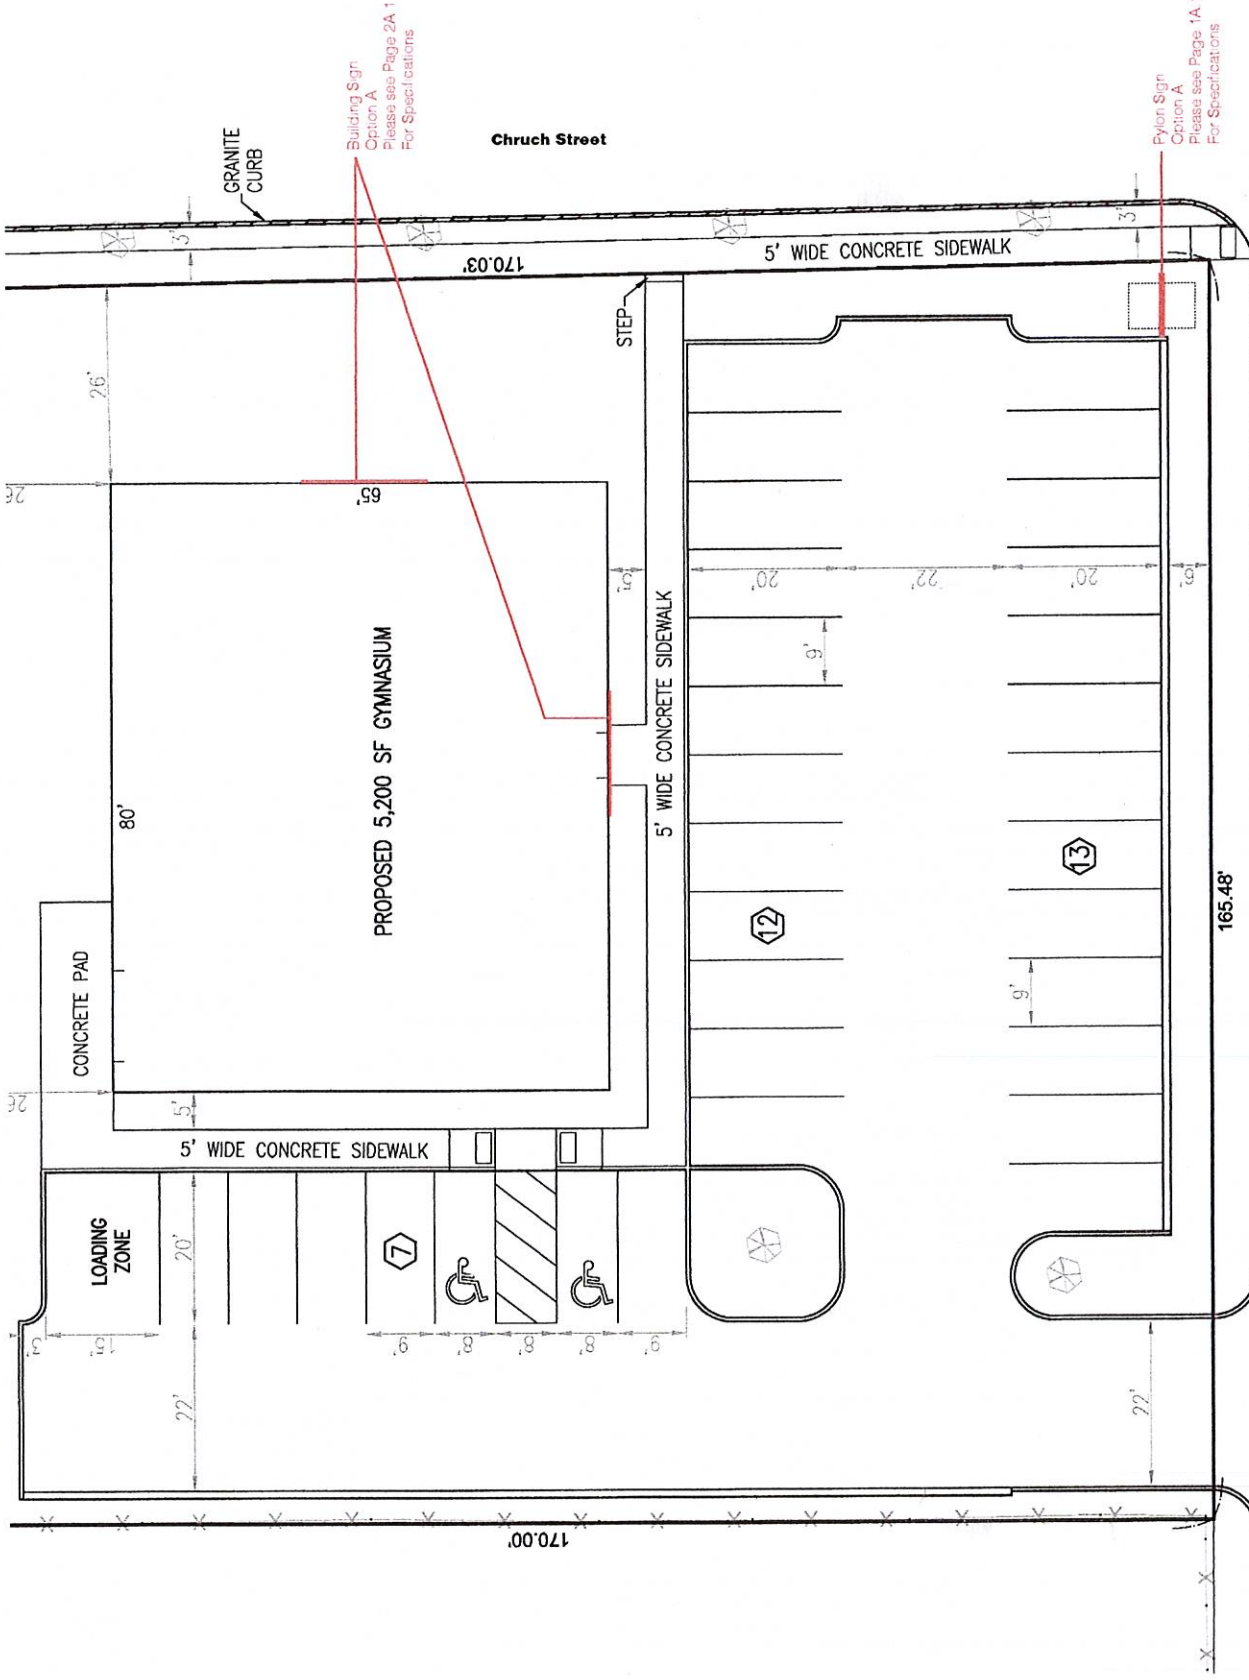 Building Sign
Option A
Please see Page 2A 1
For Specifications
GRANITE
CURB
Chruch Street
3'
170.03'
5' WIDE CONCRETE SIDEWALK
3'
Pylon Sign
Option A
Please see Page 1A
For Specifications
26'
26'
STEP
65'
80'
PROPOSED 5,200 SF GYMNASIUM
5'
5' WIDE CONCRETE SIDEWALK
20'
22'
20'
6'
9'
12
13
9'
165.48'
CONCRETE PAD
26'
5'
5' WIDE CONCRETE SIDEWALK
LOADING
ZONE
20'
7
3'
15'
9'
8'
8'
8'
9'
22'
22'
170.00'